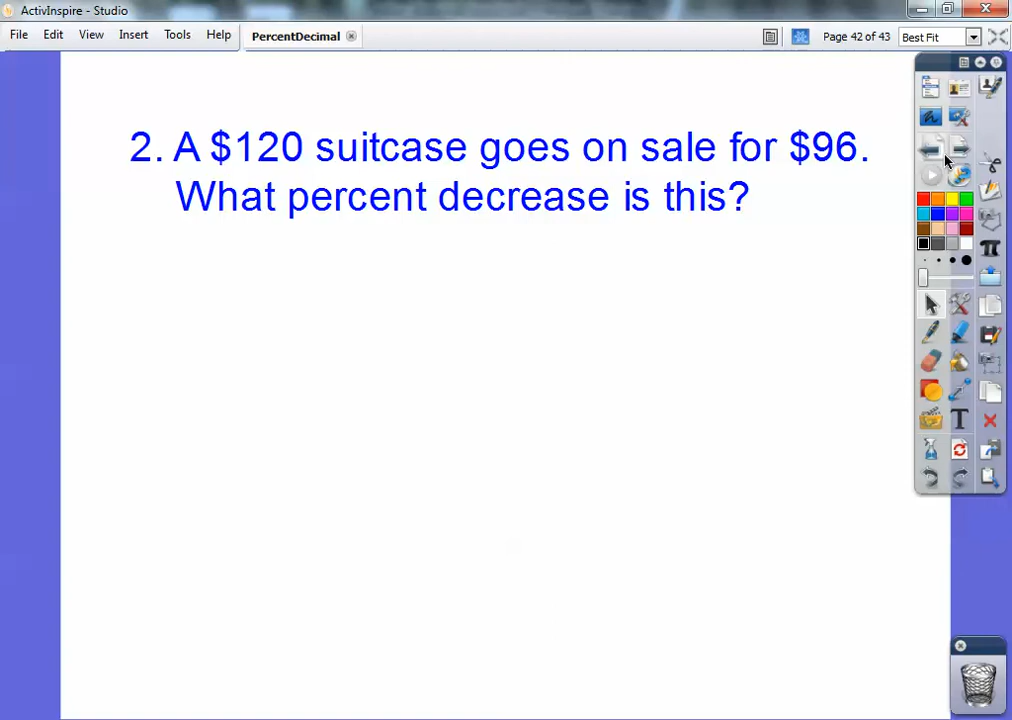 ActivInspire - Studio
File Edit View Insert Tools Help PercentDecimal Page 42 of 43 Best Fit
2. A $120 suitcase goes on sale for $96.
What percent decrease is this?